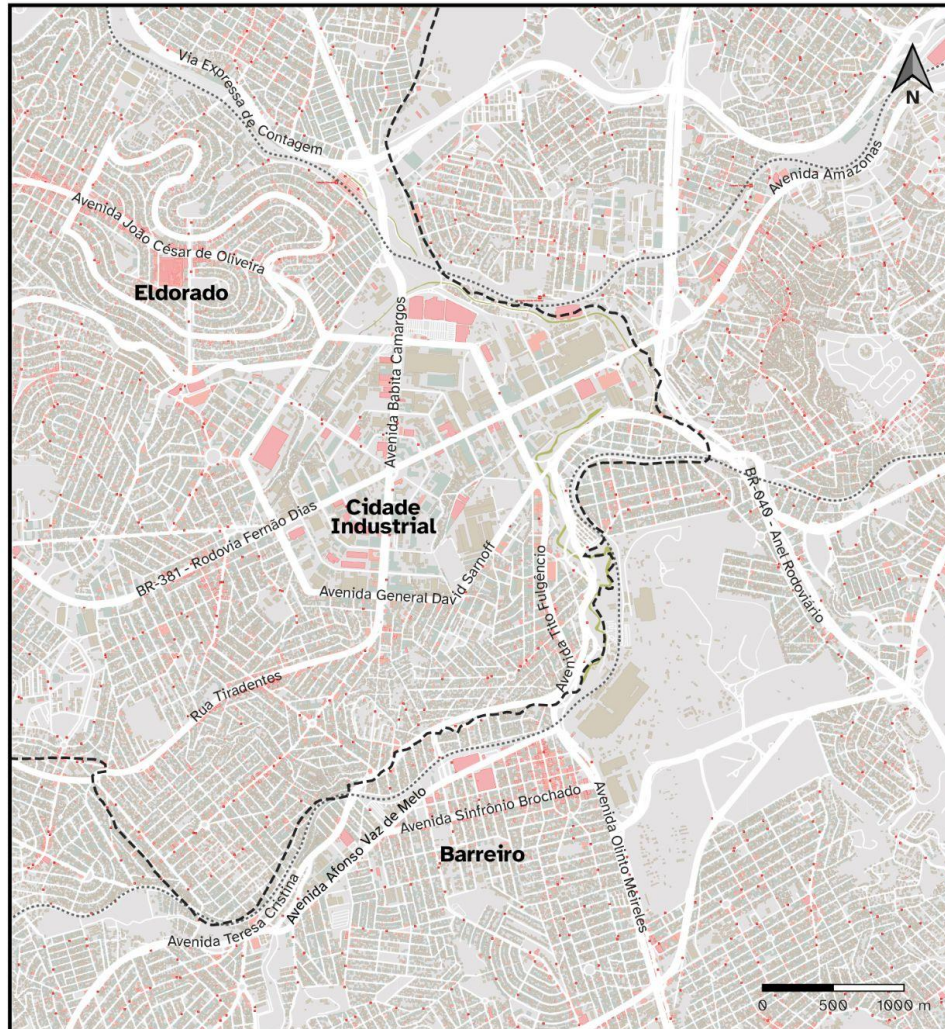 N
Via Expressa de Contagem
Avenida Amazonas
Avenida João César de Oliveira
Eldorado
Avenida Babita Camargos
Cidade
Industrial
BR-381 - Rodovia Fernão Dias
BR-040 - Anel Rodoviário
Avenida General David Sarnoff
Avenida Tito Fulgêncio
Rua Tiradentes
Avenida Sinfrônio Brochado
Avenida Afonso Vaz de Melo
Avenida Olinto Meireles
Barreiro
Avenida Teresa Cristina
0 500 1000 m